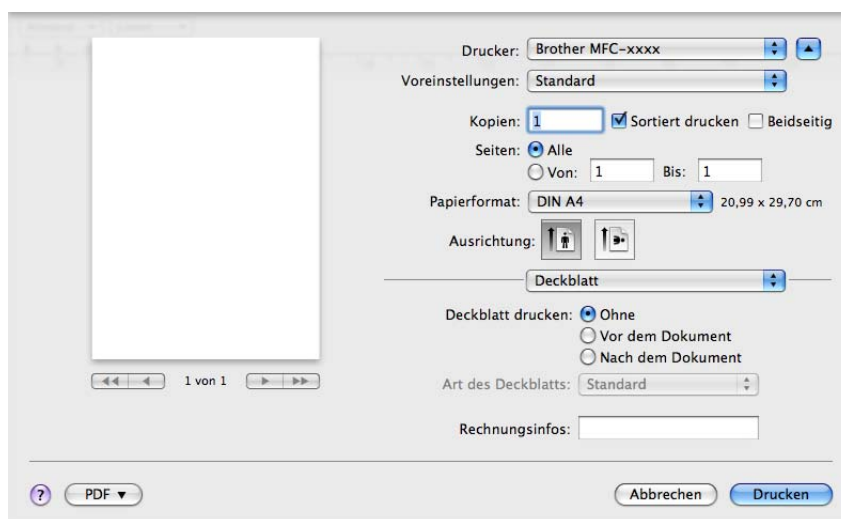 Drucker: Brother MFC-xxxx
Voreinstellungen: Standard
Kopien: 1 Sortiert drucken Beidseitig
Seiten: Alle
Von: 1 Bis: 1
Papierformat: DIN A4 20,99 x 29,70 cm
Ausrichtung:
Deckblatt
Deckblatt drucken: Ohne
Vor dem Dokument
Nach dem Dokument
1 von 1
Art des Deckblatts: Standard
Rechnungsinfos:
? PDF ▼ Abbrechen Drucken